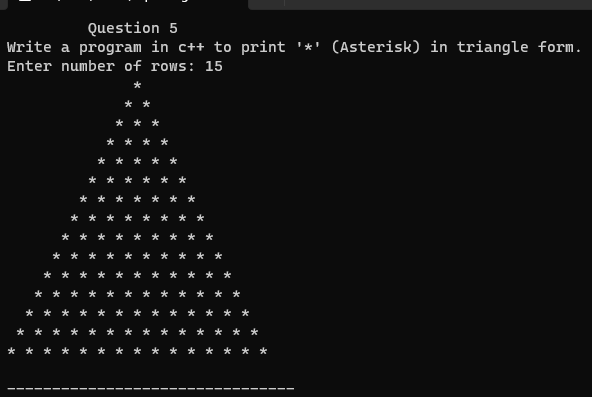 Question 5
Write a program in c++ to print '*' (Asterisk) in triangle form.
Enter number of rows: 15
              *
             * *
            * * *
           * * * *
          * * * * *
         * * * * * *
        * * * * * * *
       * * * * * * * *
      * * * * * * * * *
     * * * * * * * * * *
    * * * * * * * * * * *
   * * * * * * * * * * * *
  * * * * * * * * * * * * *
 * * * * * * * * * * * * * *
* * * * * * * * * * * * * * *
--------------------------------